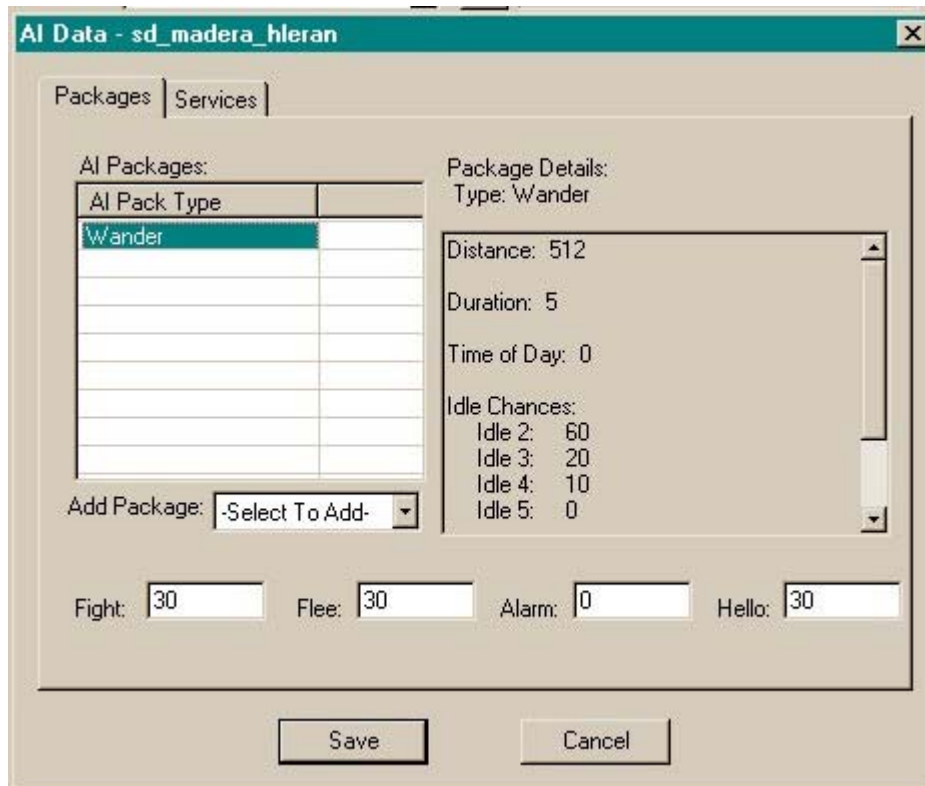 AI Data - sd_madera_hleran
Packages Services
AI Packages:
AI Pack Type
Wander
Add Package: -Select To Add-
Package Details:
Type: Wander
Distance: 512
Duration: 5
Time of Day: 0
Idle Chances:
Idle 2: 60
Idle 3: 20
Idle 4: 10
Idle 5: 0
Fight: 30 Flee: 30 Alarm: 0 Hello: 30
Save Cancel